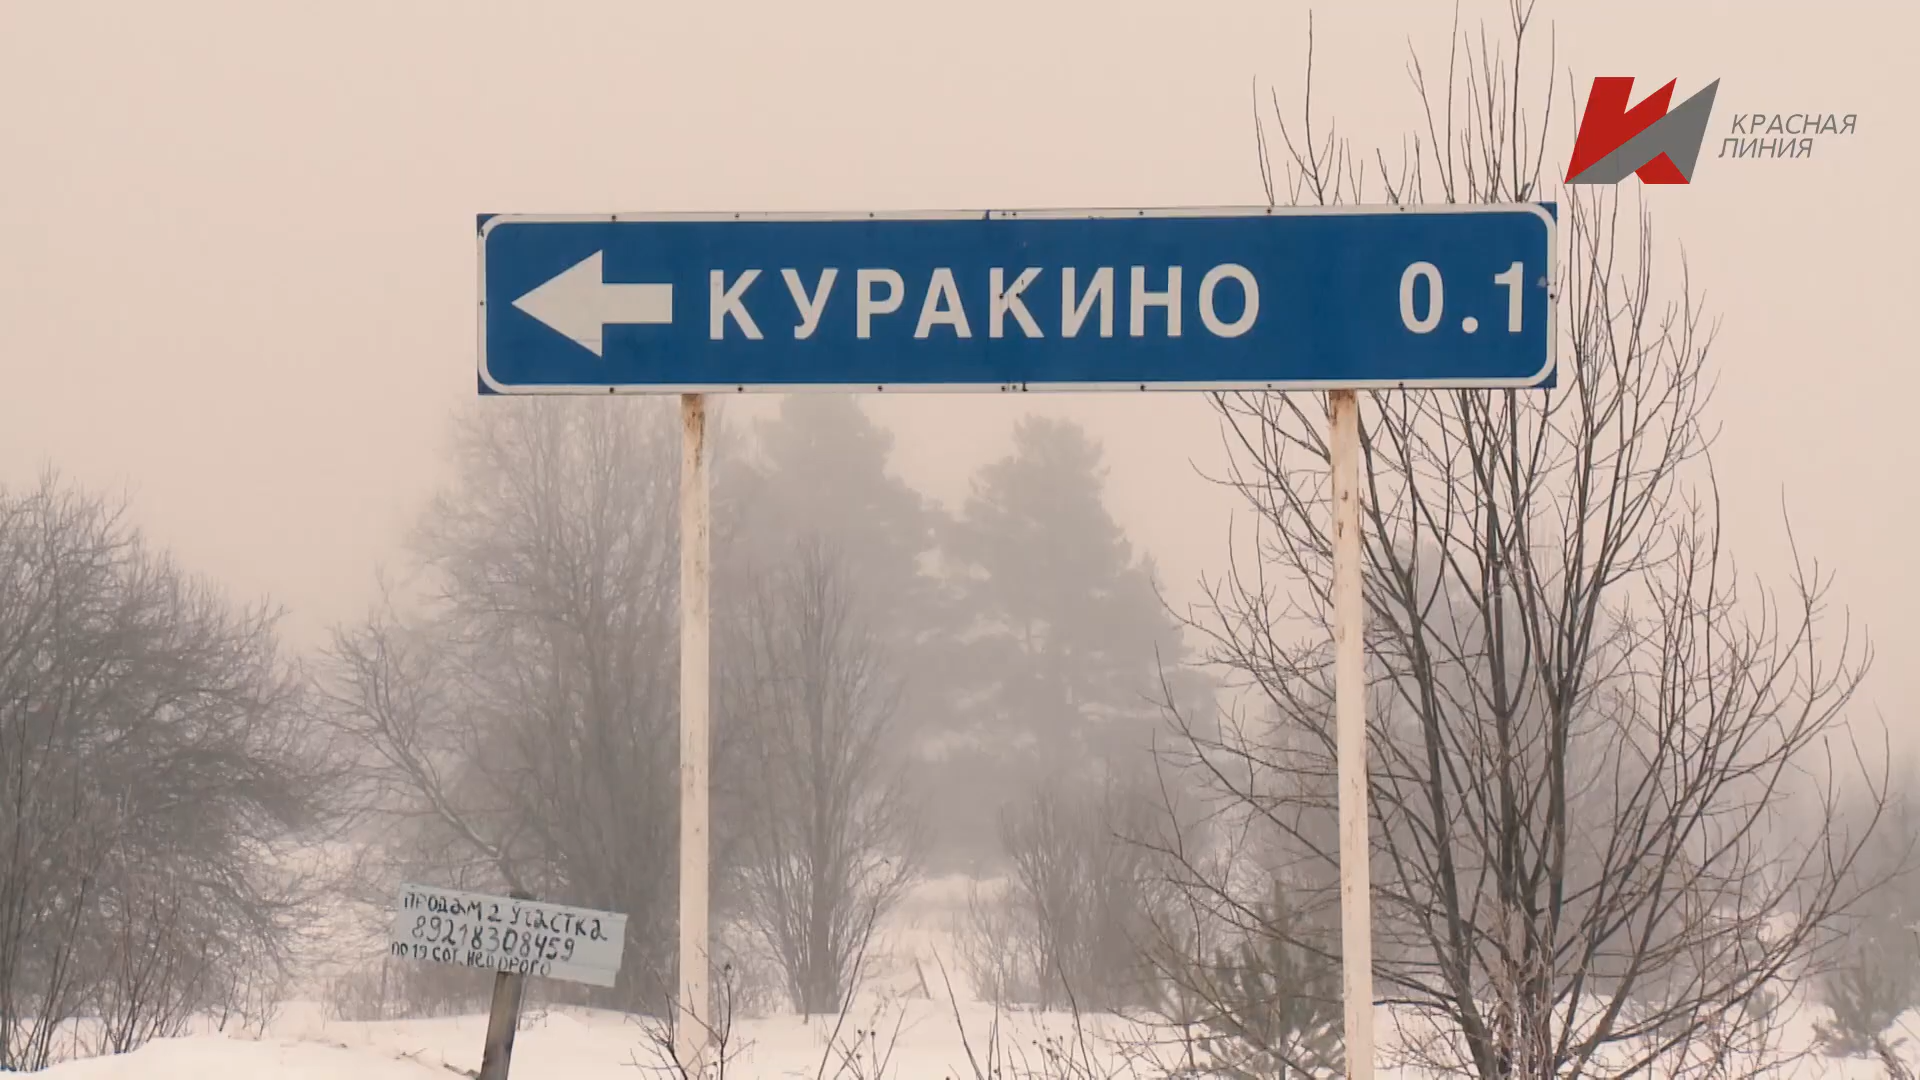 КРАСНАЯ
ЛИНИЯ
КУРАКИНО 0.1
ПРОДАМ 2 УЧАСТКА
89218308459
ПО 19 СОТ. НЕДОРОГО